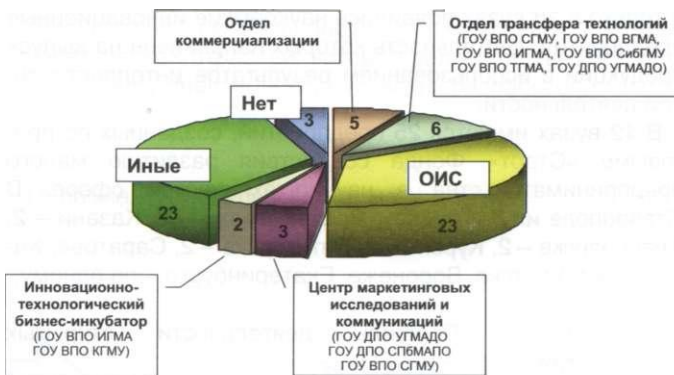 Отдел
коммерциализации
Отдел трансфера технологий
(ГОУ ВПО СГМУ, ГОУ ВПО ВГМА,
ГОУ ВПО ИГМА, ГОУ ВПО СибГМУ
ГОУ ВПО ТГМА, ГОУ ДПО УГМАДО)
Нет
3
5
6
Иные
ОИС
23
2
3
23
Инновационно-
технологический
бизнес-инкубатор
(ГОУ ВПО ИГМА
ГОУ ВПО КГМУ)
Центр маркетинговых
исследований и
коммуникаций
(ГОУ ДПО УГМАДО
ГОУ ДПО СПбМАПО
ГОУ ВПО СГМУ)